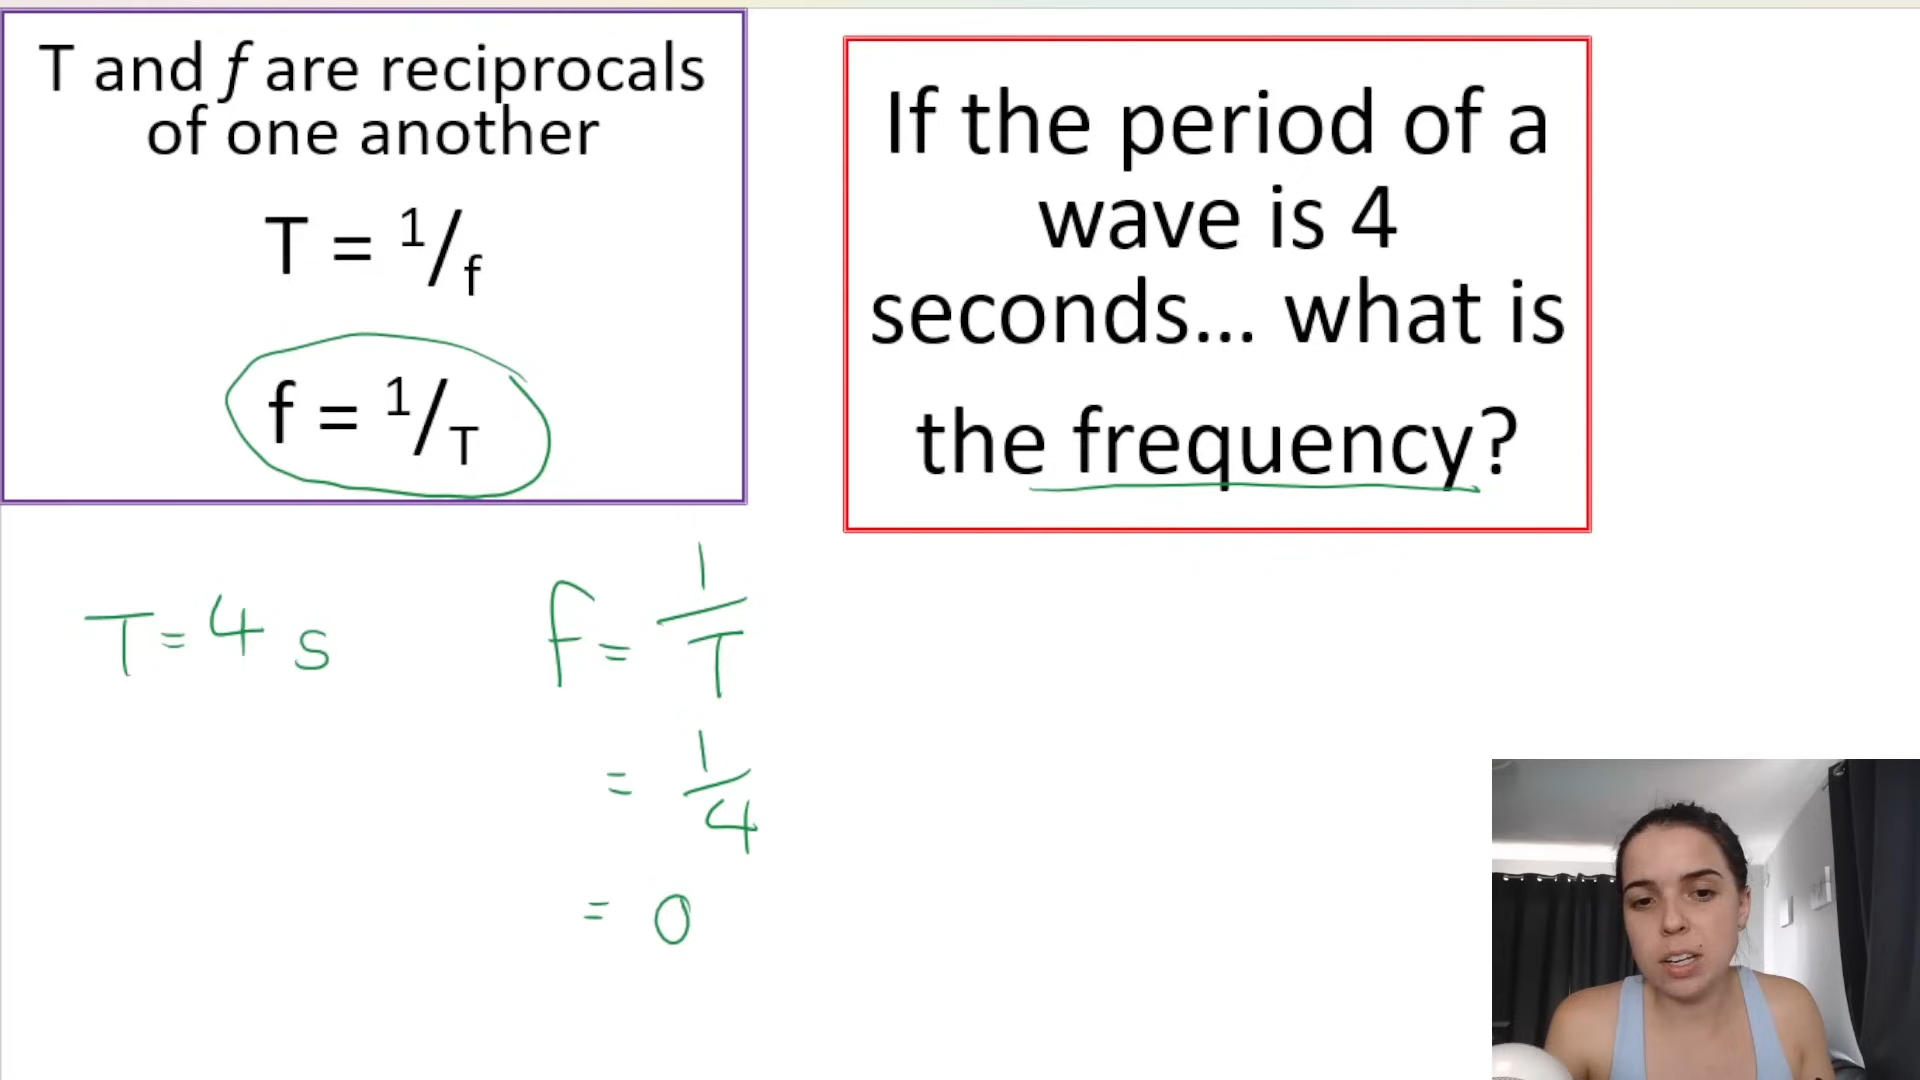 T and f are reciprocals
of one another
T = 1/f
f = 1/T
If the period of a
wave is 4
seconds... what is
the frequency?
T = 4 s
f = 1/T
= 1/4
= 0